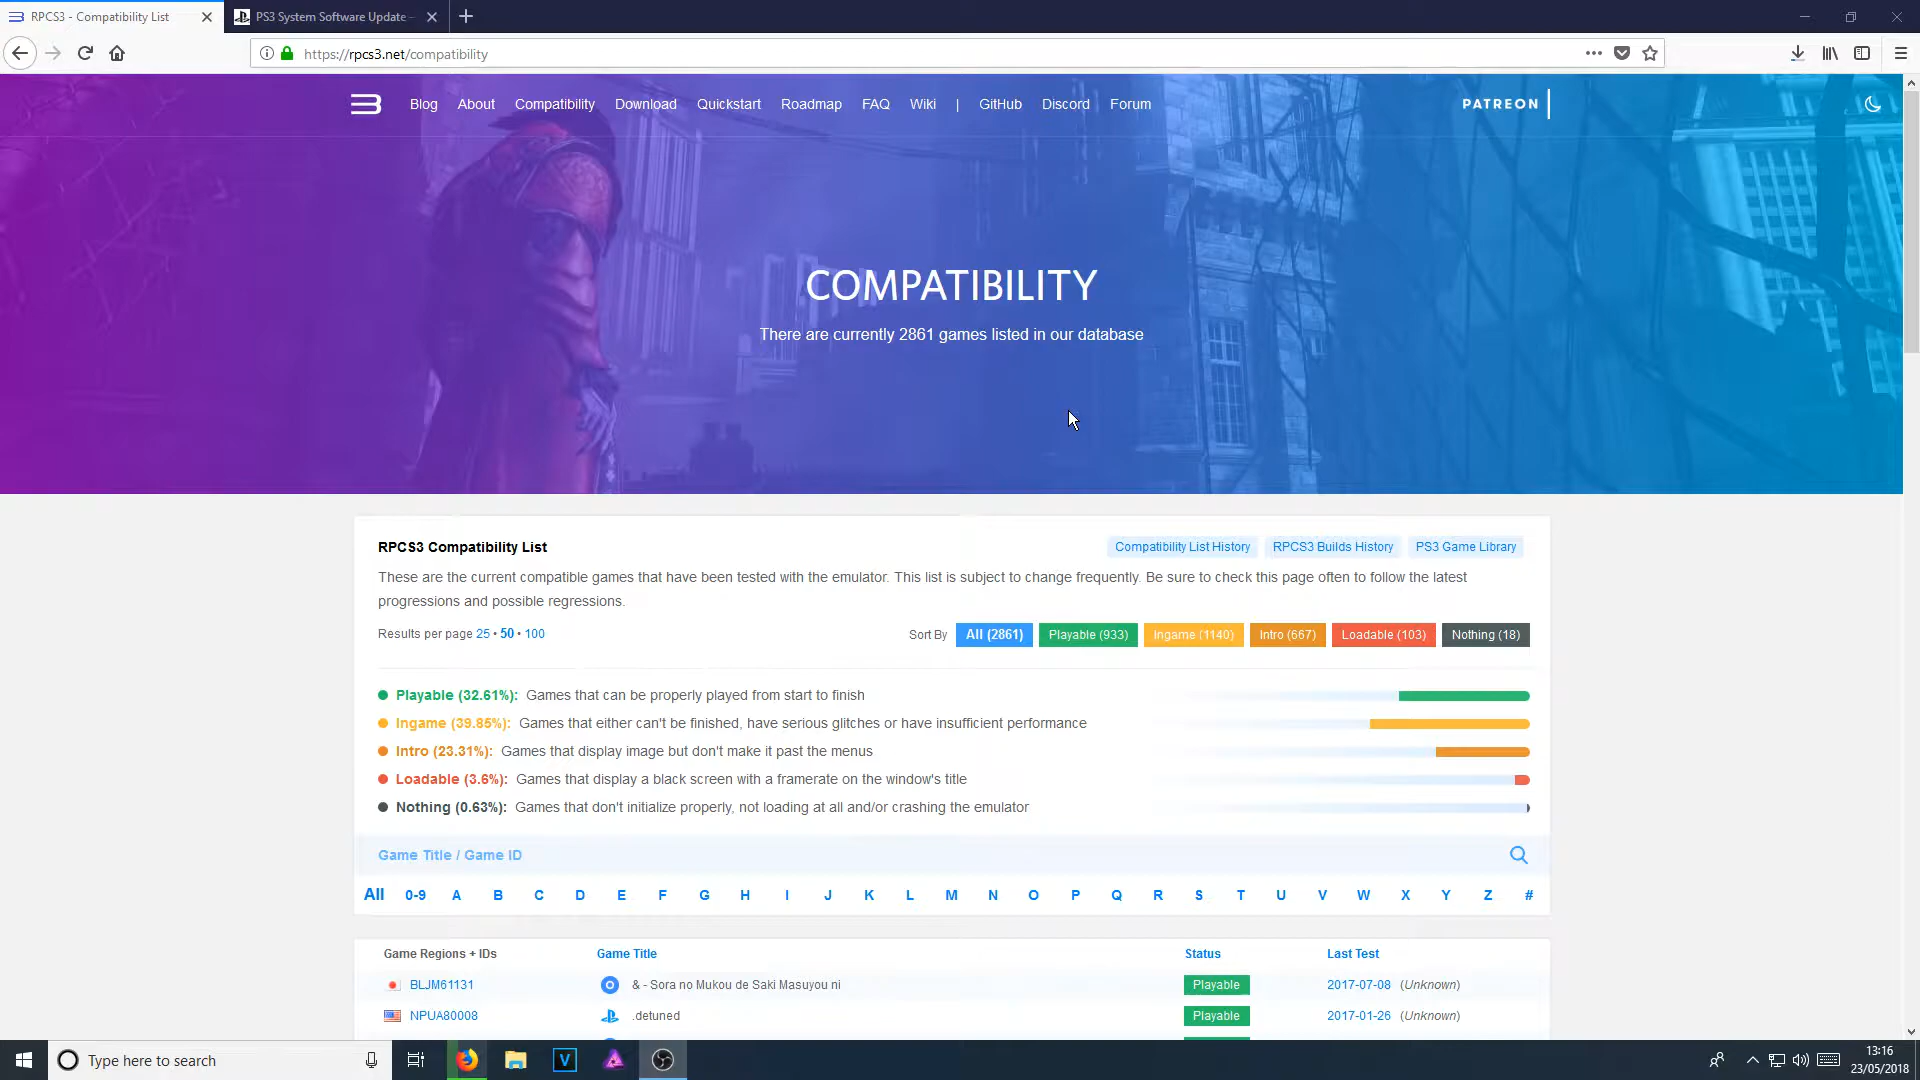 RPCS3 - Compatibility List
PS3 System Software Update -
https://rpcs3.net/compatibility
Blog About Compatibility Download Quickstart Roadmap FAQ Wiki | GitHub Discord Forum
PATREON
COMPATIBILITY
There are currently 2861 games listed in our database
RPCS3 Compatibility List
Compatibility List History RPCS3 Builds History PS3 Game Library
These are the current compatible games that have been tested with the emulator. This list is subject to change frequently. Be sure to check this page often to follow the latest
progressions and possible regressions.
Results per page 25 • 50 • 100
Sort By All (2861) Playable (933) Ingame (1140) Intro (667) Loadable (103) Nothing (18)
Playable (32.61%): Games that can be properly played from start to finish
Ingame (39.85%): Games that either can't be finished, have serious glitches or have insufficient performance
Intro (23.31%): Games that display image but don't make it past the menus
Loadable (3.6%): Games that display a black screen with a framerate on the window's title
Nothing (0.63%): Games that don't initialize properly, not loading at all and/or crashing the emulator
Game Title / Game ID
All 0-9 A B C D E F G H I J K L M N O P Q R S T U V W X Y Z #
Game Regions + IDs Game Title Status Last Test
BLJM61131 & - Sora no Mukou de Saki Masuyou ni Playable 2017-07-08 (Unknown)
NPUA80008 .detuned Playable 2017-01-26 (Unknown)
Type here to search
V
13:16
23/05/2018